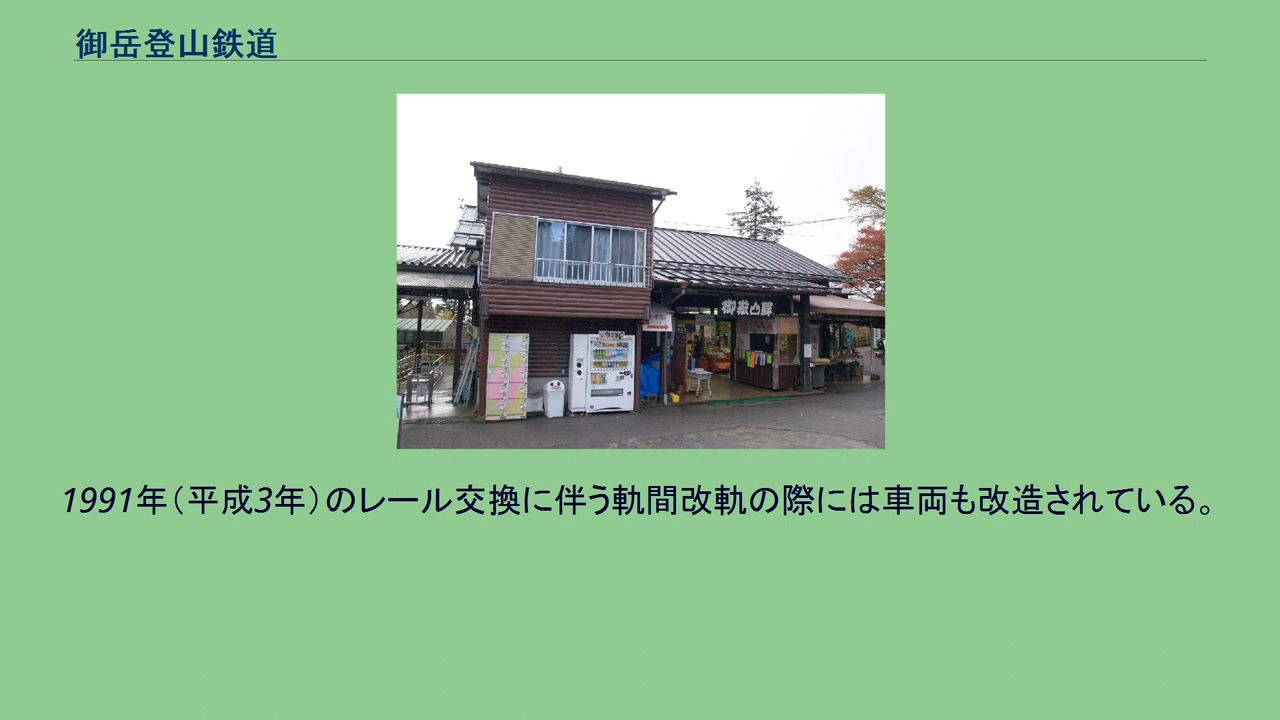 御岳登山鉄道
御嶽山驛
1991年（平成3年）のレール交換に伴う軌間改軌の際には車両も改造されている。